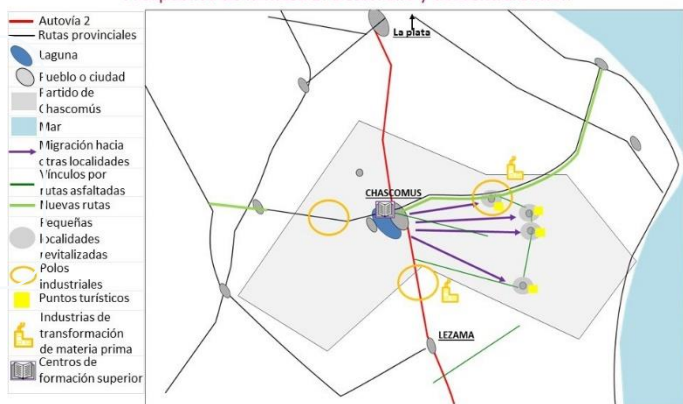 Autovía 2
Rutas provinciales
Laguna
Pueblo o ciudad
Partido de
Chascomús
Mar
Migración hacia
otras localidades
Vínculos por
rutas asfaltadas
Nuevas rutas
Pequeñas
localidades
revitalizadas
Polos
industriales
Puntos turísticos
Industrias de
transformación
de materia prima
Centros de
formación superior
La plata
CHASCOMUS
LEZAMA